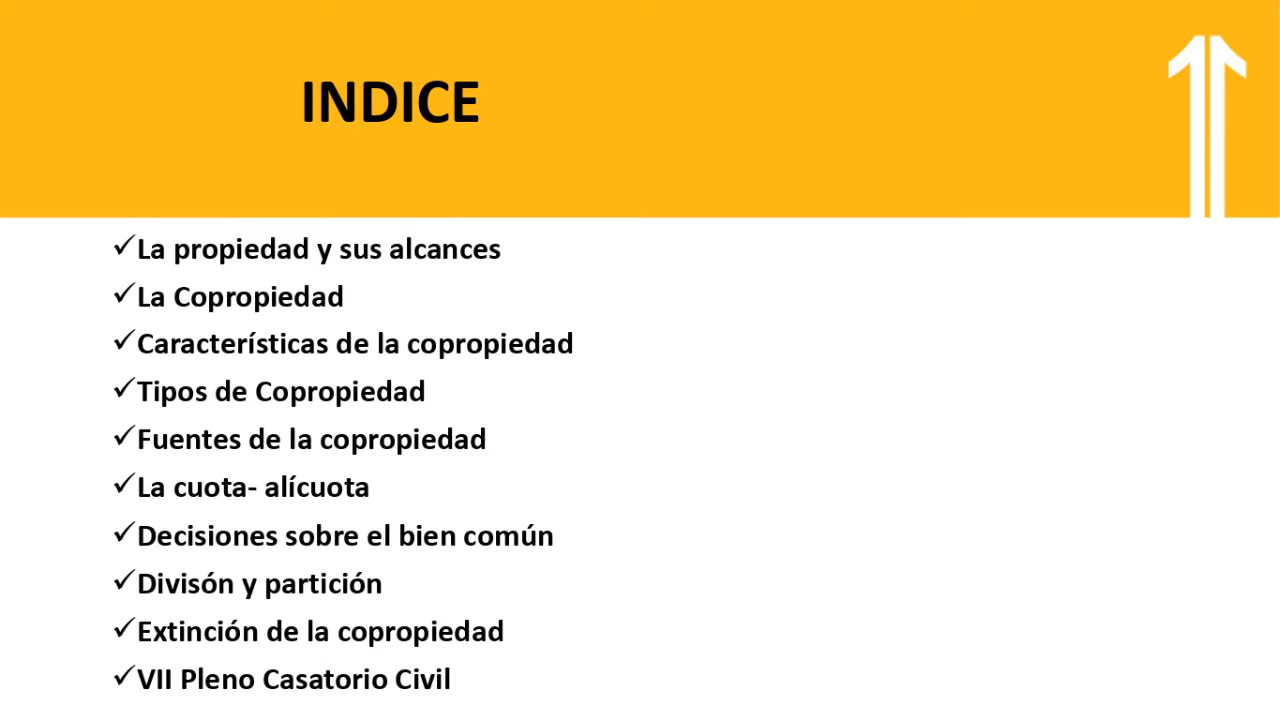 INDICE
✓La propiedad y sus alcances
✓La Copropiedad
✓Características de la copropiedad
✓Tipos de Copropiedad
✓Fuentes de la copropiedad
✓La cuota- alícuota
✓Decisiones sobre el bien común
✓Divisón y partición
✓Extinción de la copropiedad
✓VII Pleno Casatorio Civil